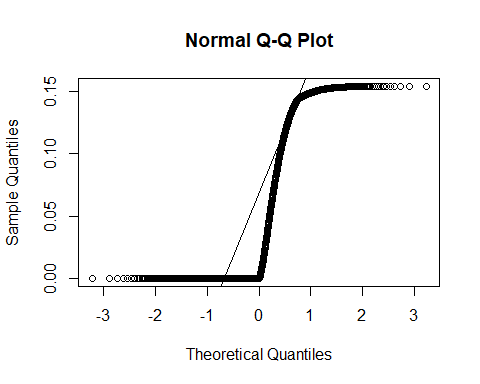 Normal Q-Q Plot
0.15
0.10
0.05
0.00
Sample Quantiles
-3 -2 -1 0 1 2 3
Theoretical Quantiles